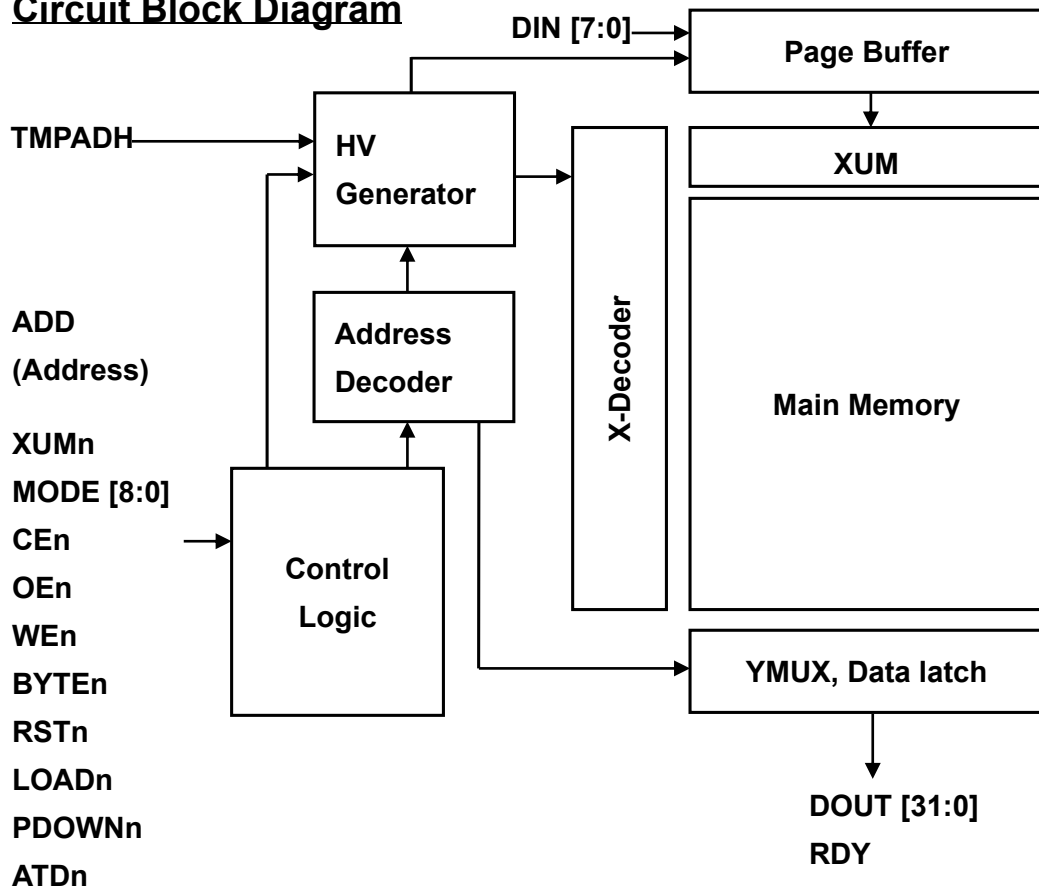 Circuit Block Diagram
DIN [7:0]
Page Buffer
TMPADH
HV
Generator
XUM
ADD
(Address)
Address
Decoder
X-Decoder
Main Memory
XUMn
MODE [8:0]
CEn
OEn
WEn
BYTEn
RSTn
LOADn
PDOWNn
ATDn
Control
Logic
YMUX, Data latch
DOUT [31:0]
RDY